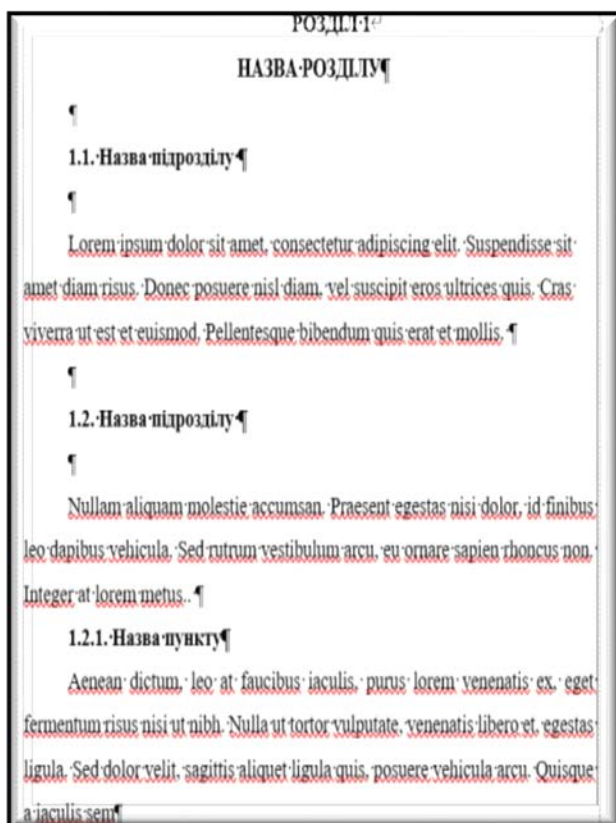 РОЗДІЛ·1↵
НАЗВА·РОЗДІЛУ¶
¶
1.1.·Назва·підрозділу·¶
¶
Lorem·ipsum·dolor·sit·amet,·consectetur·adipiscing·elit.·Suspendisse·sit·
amet·diam·risus.·Donec·posuere·nisl·diam,·vel·suscipit·eros·ultrices·quis.·Cras·
viverra·ut·est·et·euismod.·Pellentesque·bibendum·quis·erat·et·mollis.·¶
¶
1.2.·Назва·підрозділу·¶
¶
Nullam·aliquam·molestie·accumsan.·Praesent·egestas·nisi·dolor,·id·finibus·
leo·dapibus·vehicula.·Sed·rutrum·vestibulum·arcu,·eu·ornare·sapien·rhoncus·non.·
Integer·at·lorem·metus..·¶
1.2.1.·Назва·пункту¶
Aenean·dictum,·leo·at·faucibus·iaculis,·purus·lorem·venenatis·ex,·eget·
fermentum·risus·nisi·ut·nibh.·Nulla·ut·tortor·vulputate,·venenatis·libero·et,·egestas·
ligula.·Sed·dolor·velit,·sagittis·aliquet·ligula·quis,·posuere·vehicula·arcu.·Quisque·
a·iaculis·sem¶